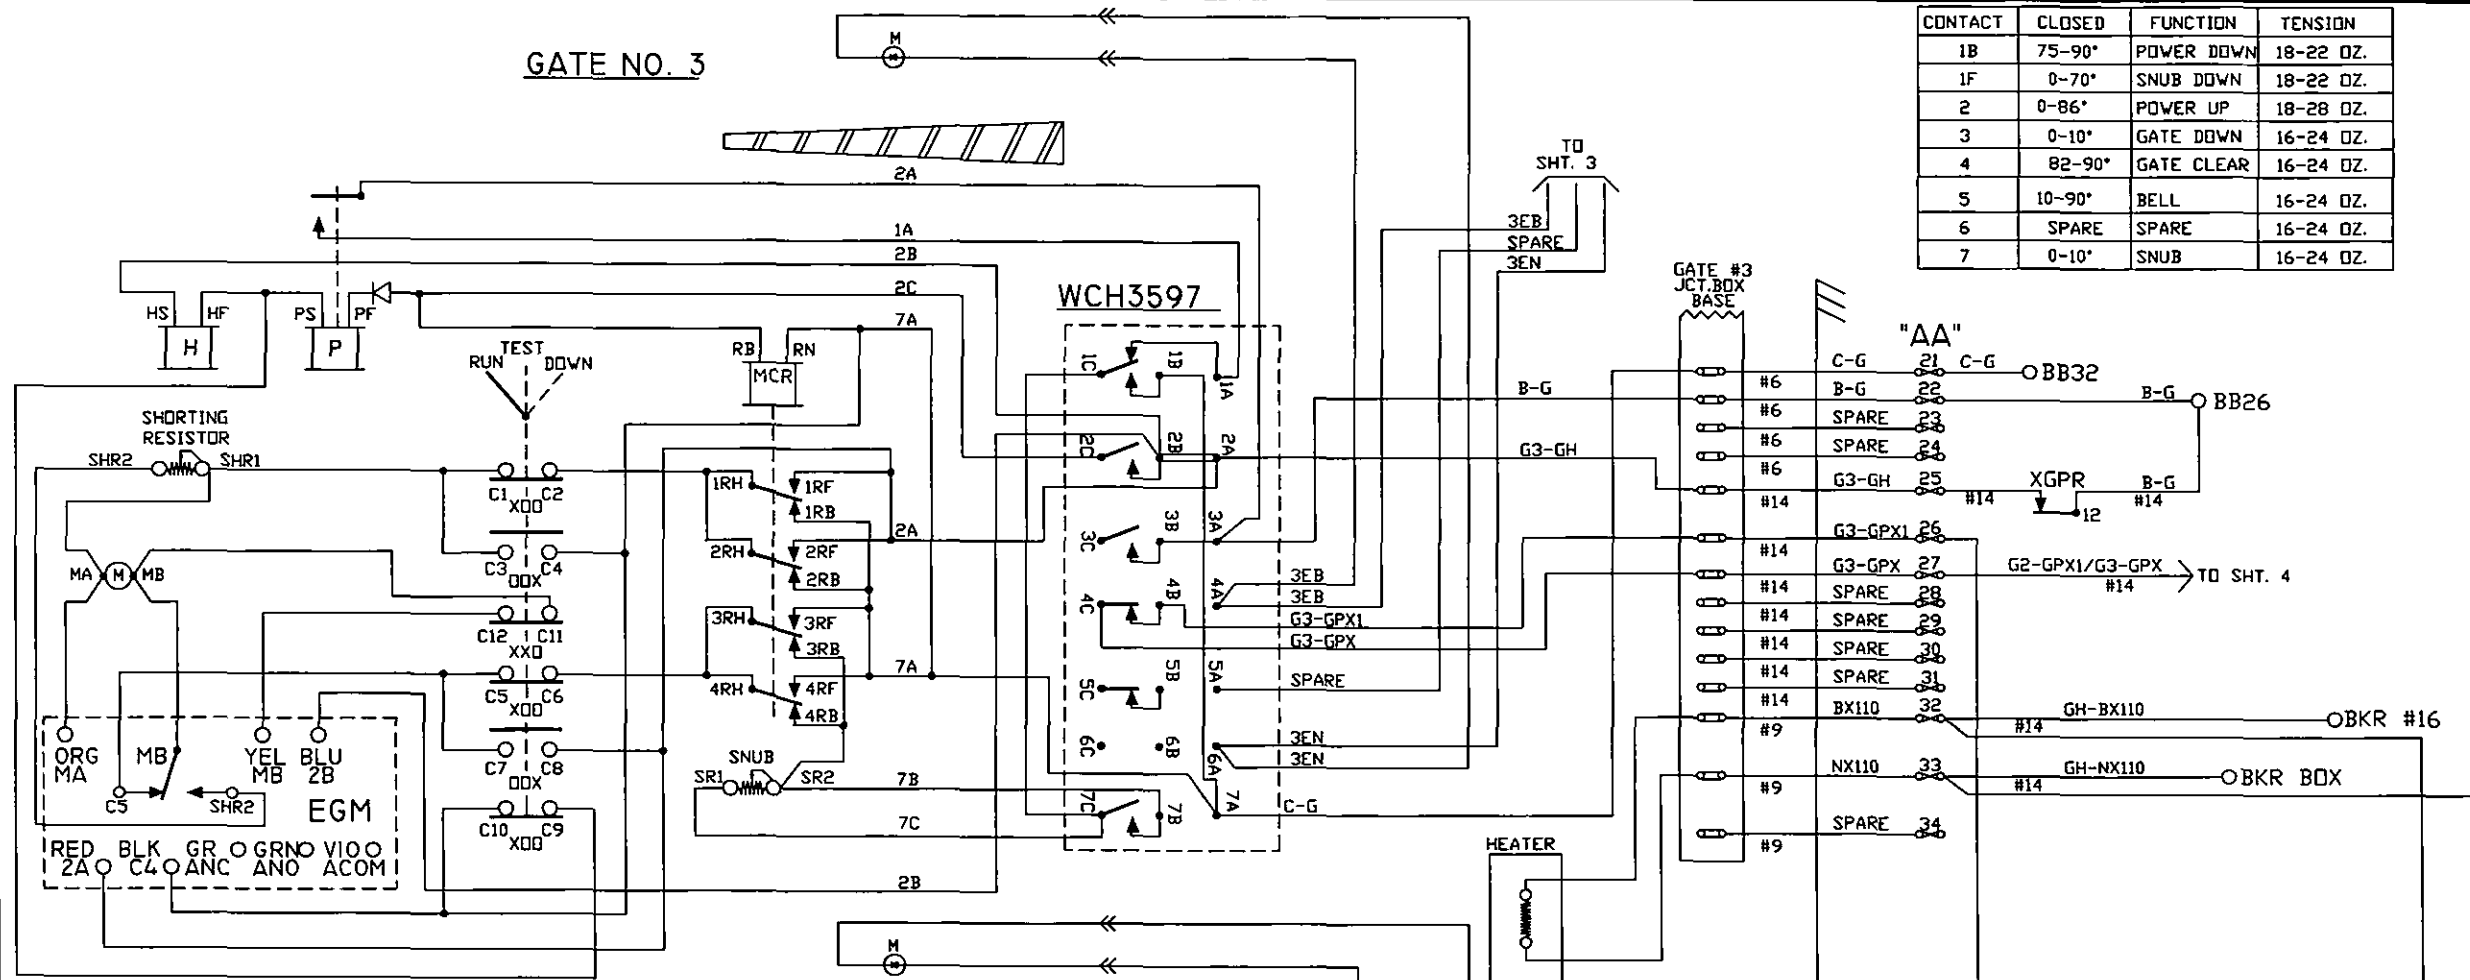 GATE NO. 3
M
CONTACT CLOSED FUNCTION TENSION
1B 75-90° POWER DOWN 18-22 OZ.
1F 0-70° SNUB DOWN 18-22 OZ.
2 0-86° POWER UP 18-28 OZ.
3 0-10° GATE DOWN 16-24 OZ.
4 82-90° GATE CLEAR 16-24 OZ.
5 10-90° BELL 16-24 OZ.
6 SPARE SPARE 16-24 OZ.
7 0-10° SNUB 16-24 OZ.
TO
SHT. 3
3EB
SPARE
3EN
2A
1A
2B
2C
7A
HS HF PS PF
H P
RUN TEST DOWN
RB RN
MCR
SHORTING
RESISTOR
SHR2 SHR1
C1 C2
XOO
C3 C4
OOX
C12 C11
XXO
C5 C6
XOO
C7 C8
OOX
C10 C9
XOO
MA M MB
1RH 1RF
1RB
2RH 2RF
2RB
3RH 3RF
3RB
4RH 4RF
4RB
2A
7A
SNUB
SR1 SR2
7B
7C
2B
ORG
MA
MB
YEL
MB
BLU
2B
C5 SHR2
EGM
RED
2A
BLK
C4
GR
ANC
GRN
ANO
VIO
ACOM
WCH3597
1C 1B 1A
2C 2B 2A
3C 3B 3A
4C 4B 4A
5C 5B 5A
6C 6B 6A
7C 7B 7A
B-G
G3-GH
3EB
3EB
G3-GPX1
G3-GPX
SPARE
3EN
3EN
C-G
GATE #3
JCT.BOX
BASE
"AA"
#6 C-G 21 C-G BB32
#6 B-G 22 B-G BB26
#6 SPARE 23
#6 SPARE 24
#14 G3-GH 25 #14 XGPR 12 B-G #14
#14 G3-GPX1 26
#14 G3-GPX 27 G2-GPX1/G3-GPX #14 TO SHT. 4
#14 SPARE 28
#14 SPARE 29
#14 SPARE 30
#14 SPARE 31
#9 BX110 32 #14 GH-BX110 BKR #16
#9 NX110 33 #14 GH-NX110 BKR BOX
#9 SPARE 34
HEATER
M